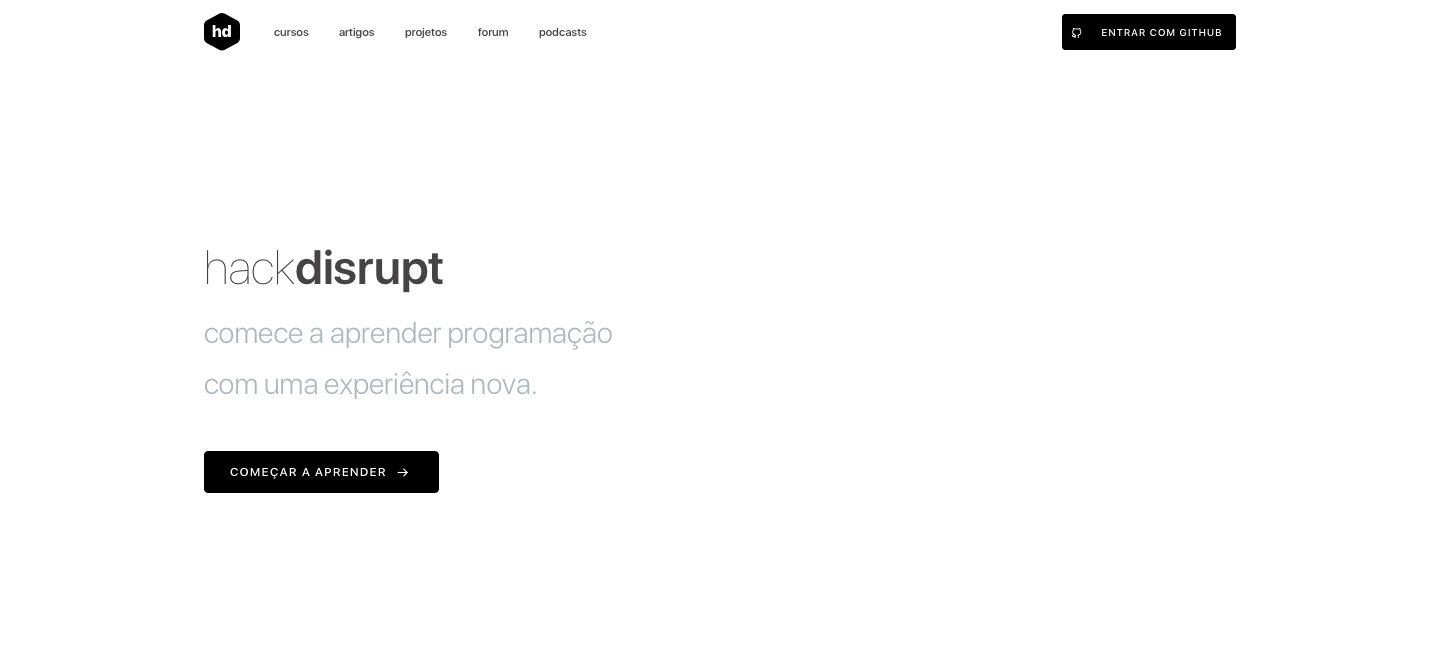 hd
cursos artigos projetos forum podcasts
ENTRAR COM GITHUB
hackdisrupt
comece a aprender programação
com uma experiência nova.
COMEÇAR A APRENDER →